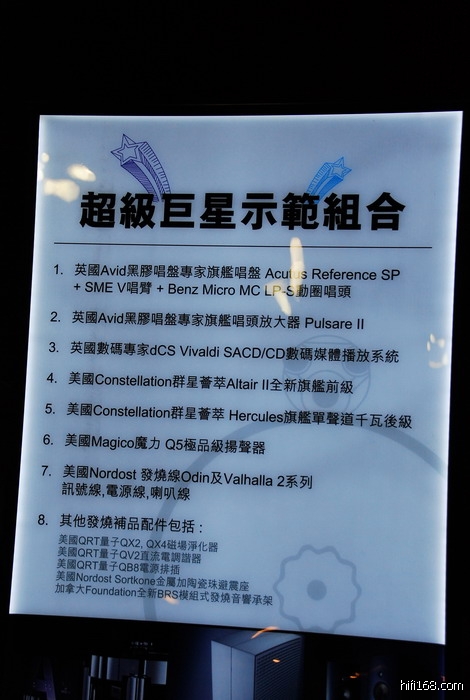 超級巨星示範組合
1. 英國Avid黑膠唱盤專家旗艦唱盤 Acutus Reference SP
+ SME V唱臂 + Benz Micro MC LP-S動圈唱頭
2. 英國Avid黑膠唱盤專家旗艦唱頭放大器 Pulsare II
3. 英國數碼專家dCS Vivaldi SACD/CD數碼媒體播放系統
4. 美國Constellation群星薈萃Altair II全新旗艦前級
5. 美國Constellation群星薈萃 Hercules旗艦單聲道千瓦後級
6. 美國Magico魔力 Q5極品級揚聲器
7. 美國Nordost 發燒線Odin及Valhalla 2系列
訊號線,電源線,喇叭線
8. 其他發燒補品配件包括 :
美國QRT量子QX2, QX4磁場淨化器
美國QRT量子QV2直流電調諧器
美國QRT量子QB8電源排插
美國Nordost Sortkone金屬加陶瓷珠避震座
加拿大Foundation全新BRS模組式發燒音響承架
hifi168.com